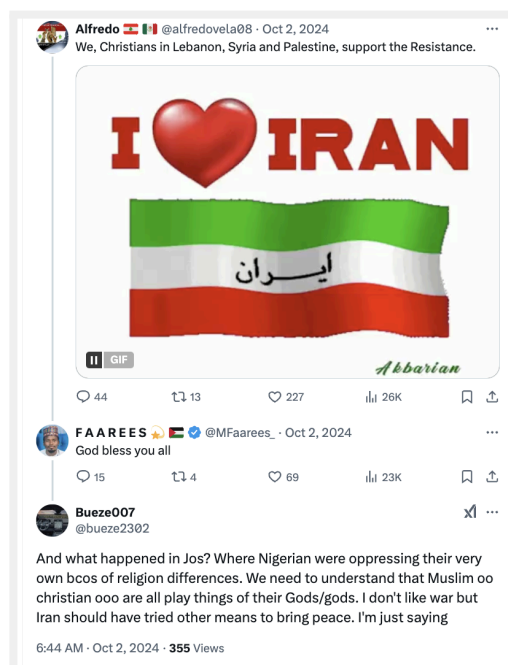 Alfredo 🇱🇧 🇲🇽 @alfredovela08 · Oct 2, 2024
We, Christians in Lebanon, Syria and Palestine, support the Resistance.
I ❤️ IRAN
ایران
GIF
Akbarian
44 13 227 26K
F A A R E E S 💫 🇵🇸 @MFaarees_ · Oct 2, 2024
God bless you all
15 4 69 23K
Bueze007
@bueze2302
And what happened in Jos? Where Nigerian were oppressing their very
own bcos of religion differences. We need to understand that Muslim oo
christian ooo are all play things of their Gods/gods. I don't like war but
Iran should have tried other means to bring peace. I'm just saying
6:44 AM · Oct 2, 2024 · 355 Views